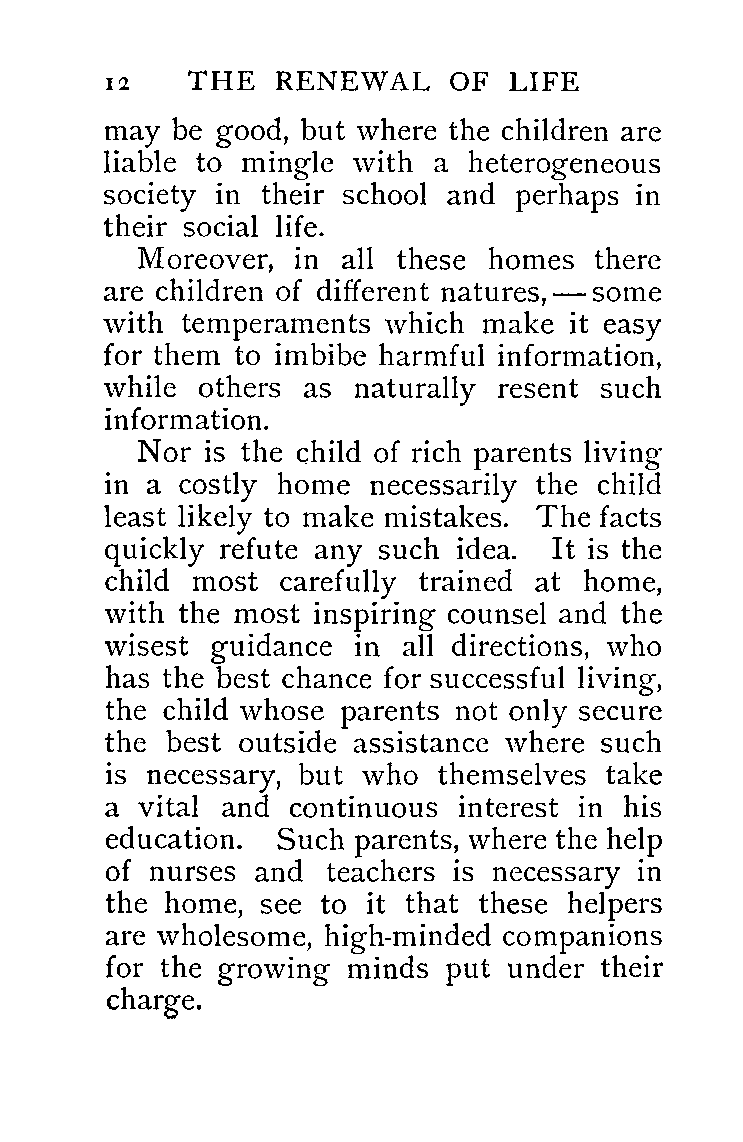 12 THE RENEWAL OF LIFE
may be good, but where the children are
liable to mingle with a heterogeneous
society in their school and perhaps in
their social life.
Moreover, in all these homes there
are children of different natures, — some
with temperaments which make it easy
for them to imbibe harmful information,
while others as naturally resent such
information.
Nor is the child of rich parents living
in a costly home necessarily the child
least likely to make mistakes. The facts
quickly refute any such idea. It is the
child most carefully trained at home,
with the most inspiring counsel and the
wisest guidance in all directions, who
has the best chance for successful living,
the child whose parents not only secure
the best outside assistance where such
is necessary, but who themselves take
a vital and continuous interest in his
education. Such parents, where the help
of nurses and teachers is necessary in
the home, see to it that these helpers
are wholesome, high-minded companions
for the growing minds put under their
charge.